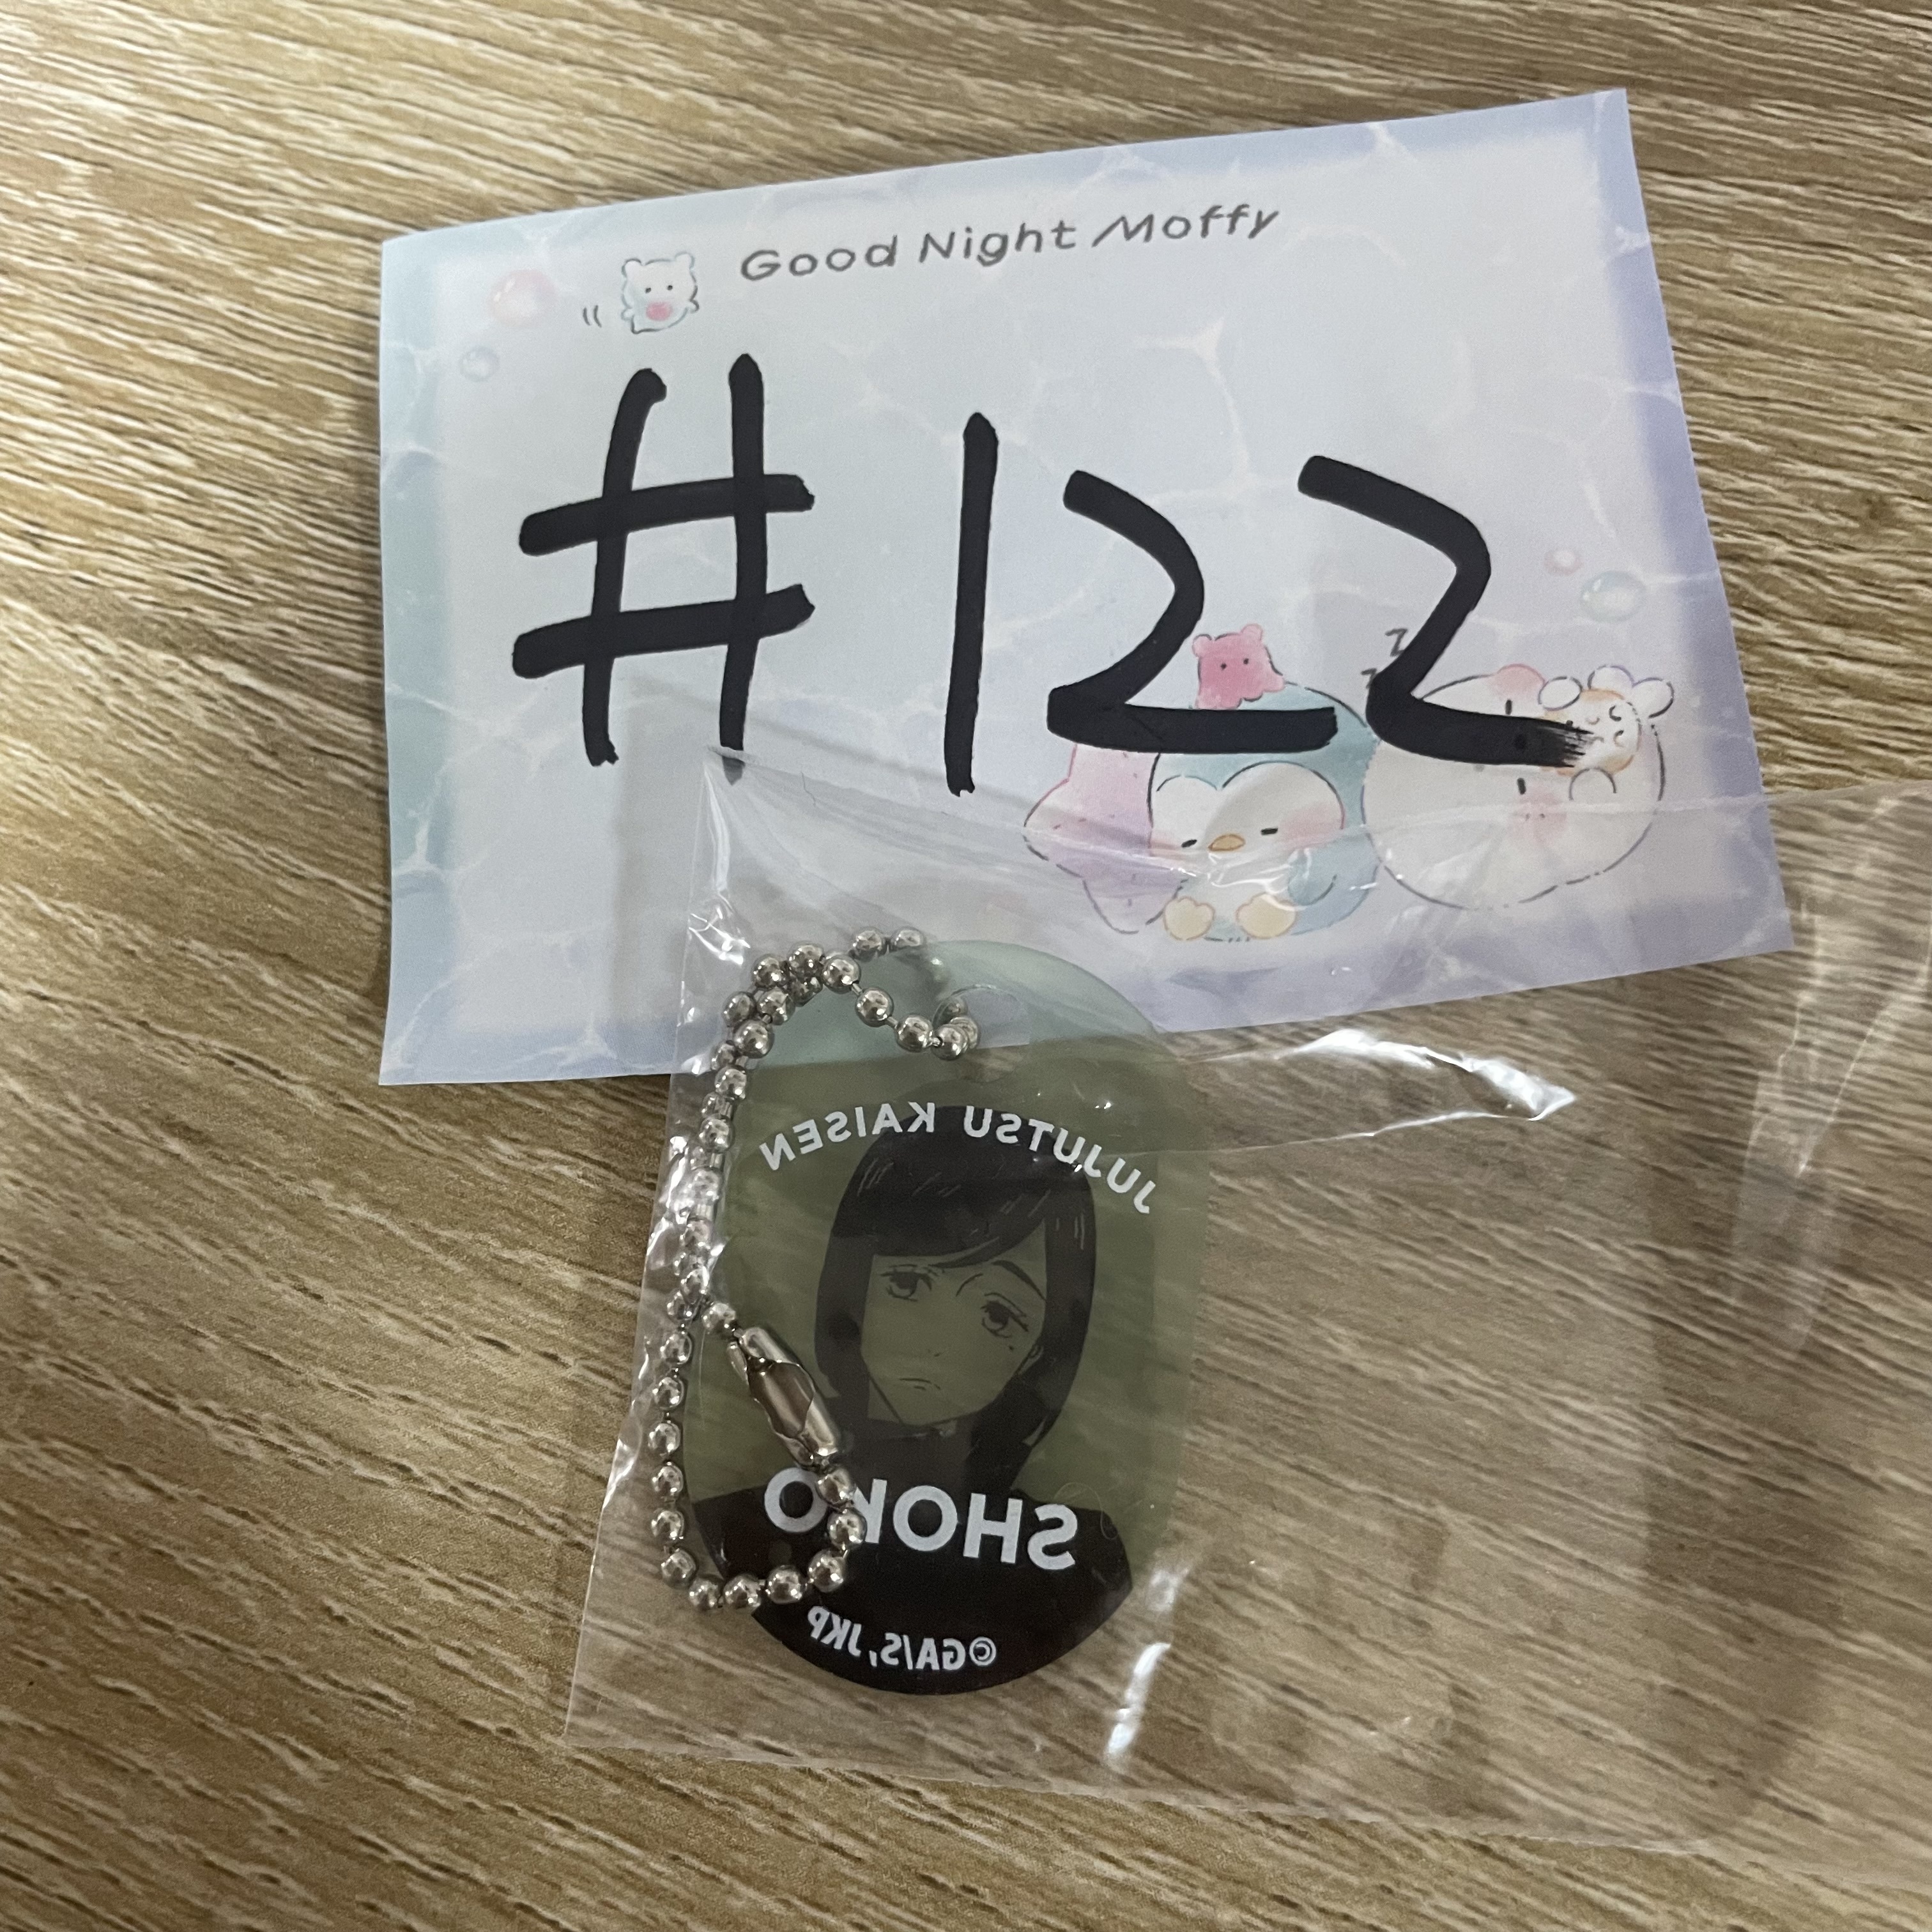 Good Night Moffy
#122
z
z
JUJUTSU KAISEN
SHOKO
©GA/S,JKP